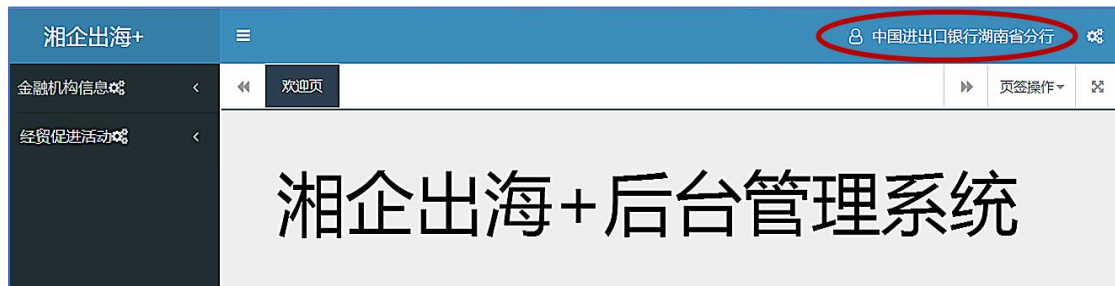 湘企出海+
中国进出口银行湖南省分行
金融机构信息
欢迎页
页签操作
经贸促进活动
湘企出海+后台管理系统